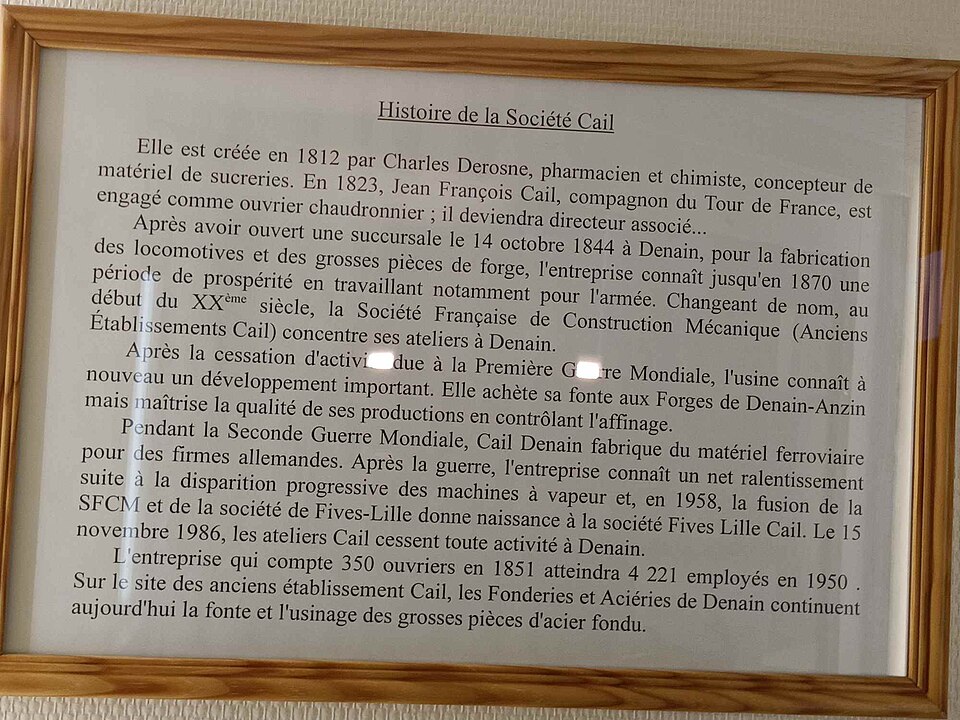 Histoire de la Société Cail
Elle est créée en 1812 par Charles Derosne, pharmacien et chimiste, concepteur de
matériel de sucreries. En 1823, Jean François Cail, compagnon du Tour de France, est
engagé comme ouvrier chaudronnier ; il deviendra directeur associé...
Après avoir ouvert une succursale le 14 octobre 1844 à Denain, pour la fabrication
des locomotives et des grosses pièces de forge, l'entreprise connaît jusqu'en 1870 une
période de prospérité en travaillant notamment pour l'armée. Changeant de nom, au
début du XXème siècle, la Société Française de Construction Mécanique (Anciens
Établissements Cail) concentre ses ateliers à Denain.
Après la cessation d'activité due à la Première Guerre Mondiale, l'usine connaît à
nouveau un développement important. Elle achète sa fonte aux Forges de Denain-Anzin
mais maîtrise la qualité de ses productions en contrôlant l'affinage.
Pendant la Seconde Guerre Mondiale, Cail Denain fabrique du matériel ferroviaire
pour des firmes allemandes. Après la guerre, l'entreprise connaît un net ralentissement
suite à la disparition progressive des machines à vapeur et, en 1958, la fusion de la
SFCM et de la société de Fives-Lille donne naissance à la société Fives Lille Cail. Le 15
novembre 1986, les ateliers Cail cessent toute activité à Denain.
L'entreprise qui compte 350 ouvriers en 1851 atteindra 4 221 employés en 1950 .
Sur le site des anciens établissement Cail, les Fonderies et Aciéries de Denain continuent
aujourd'hui la fonte et l'usinage des grosses pièces d'acier fondu.